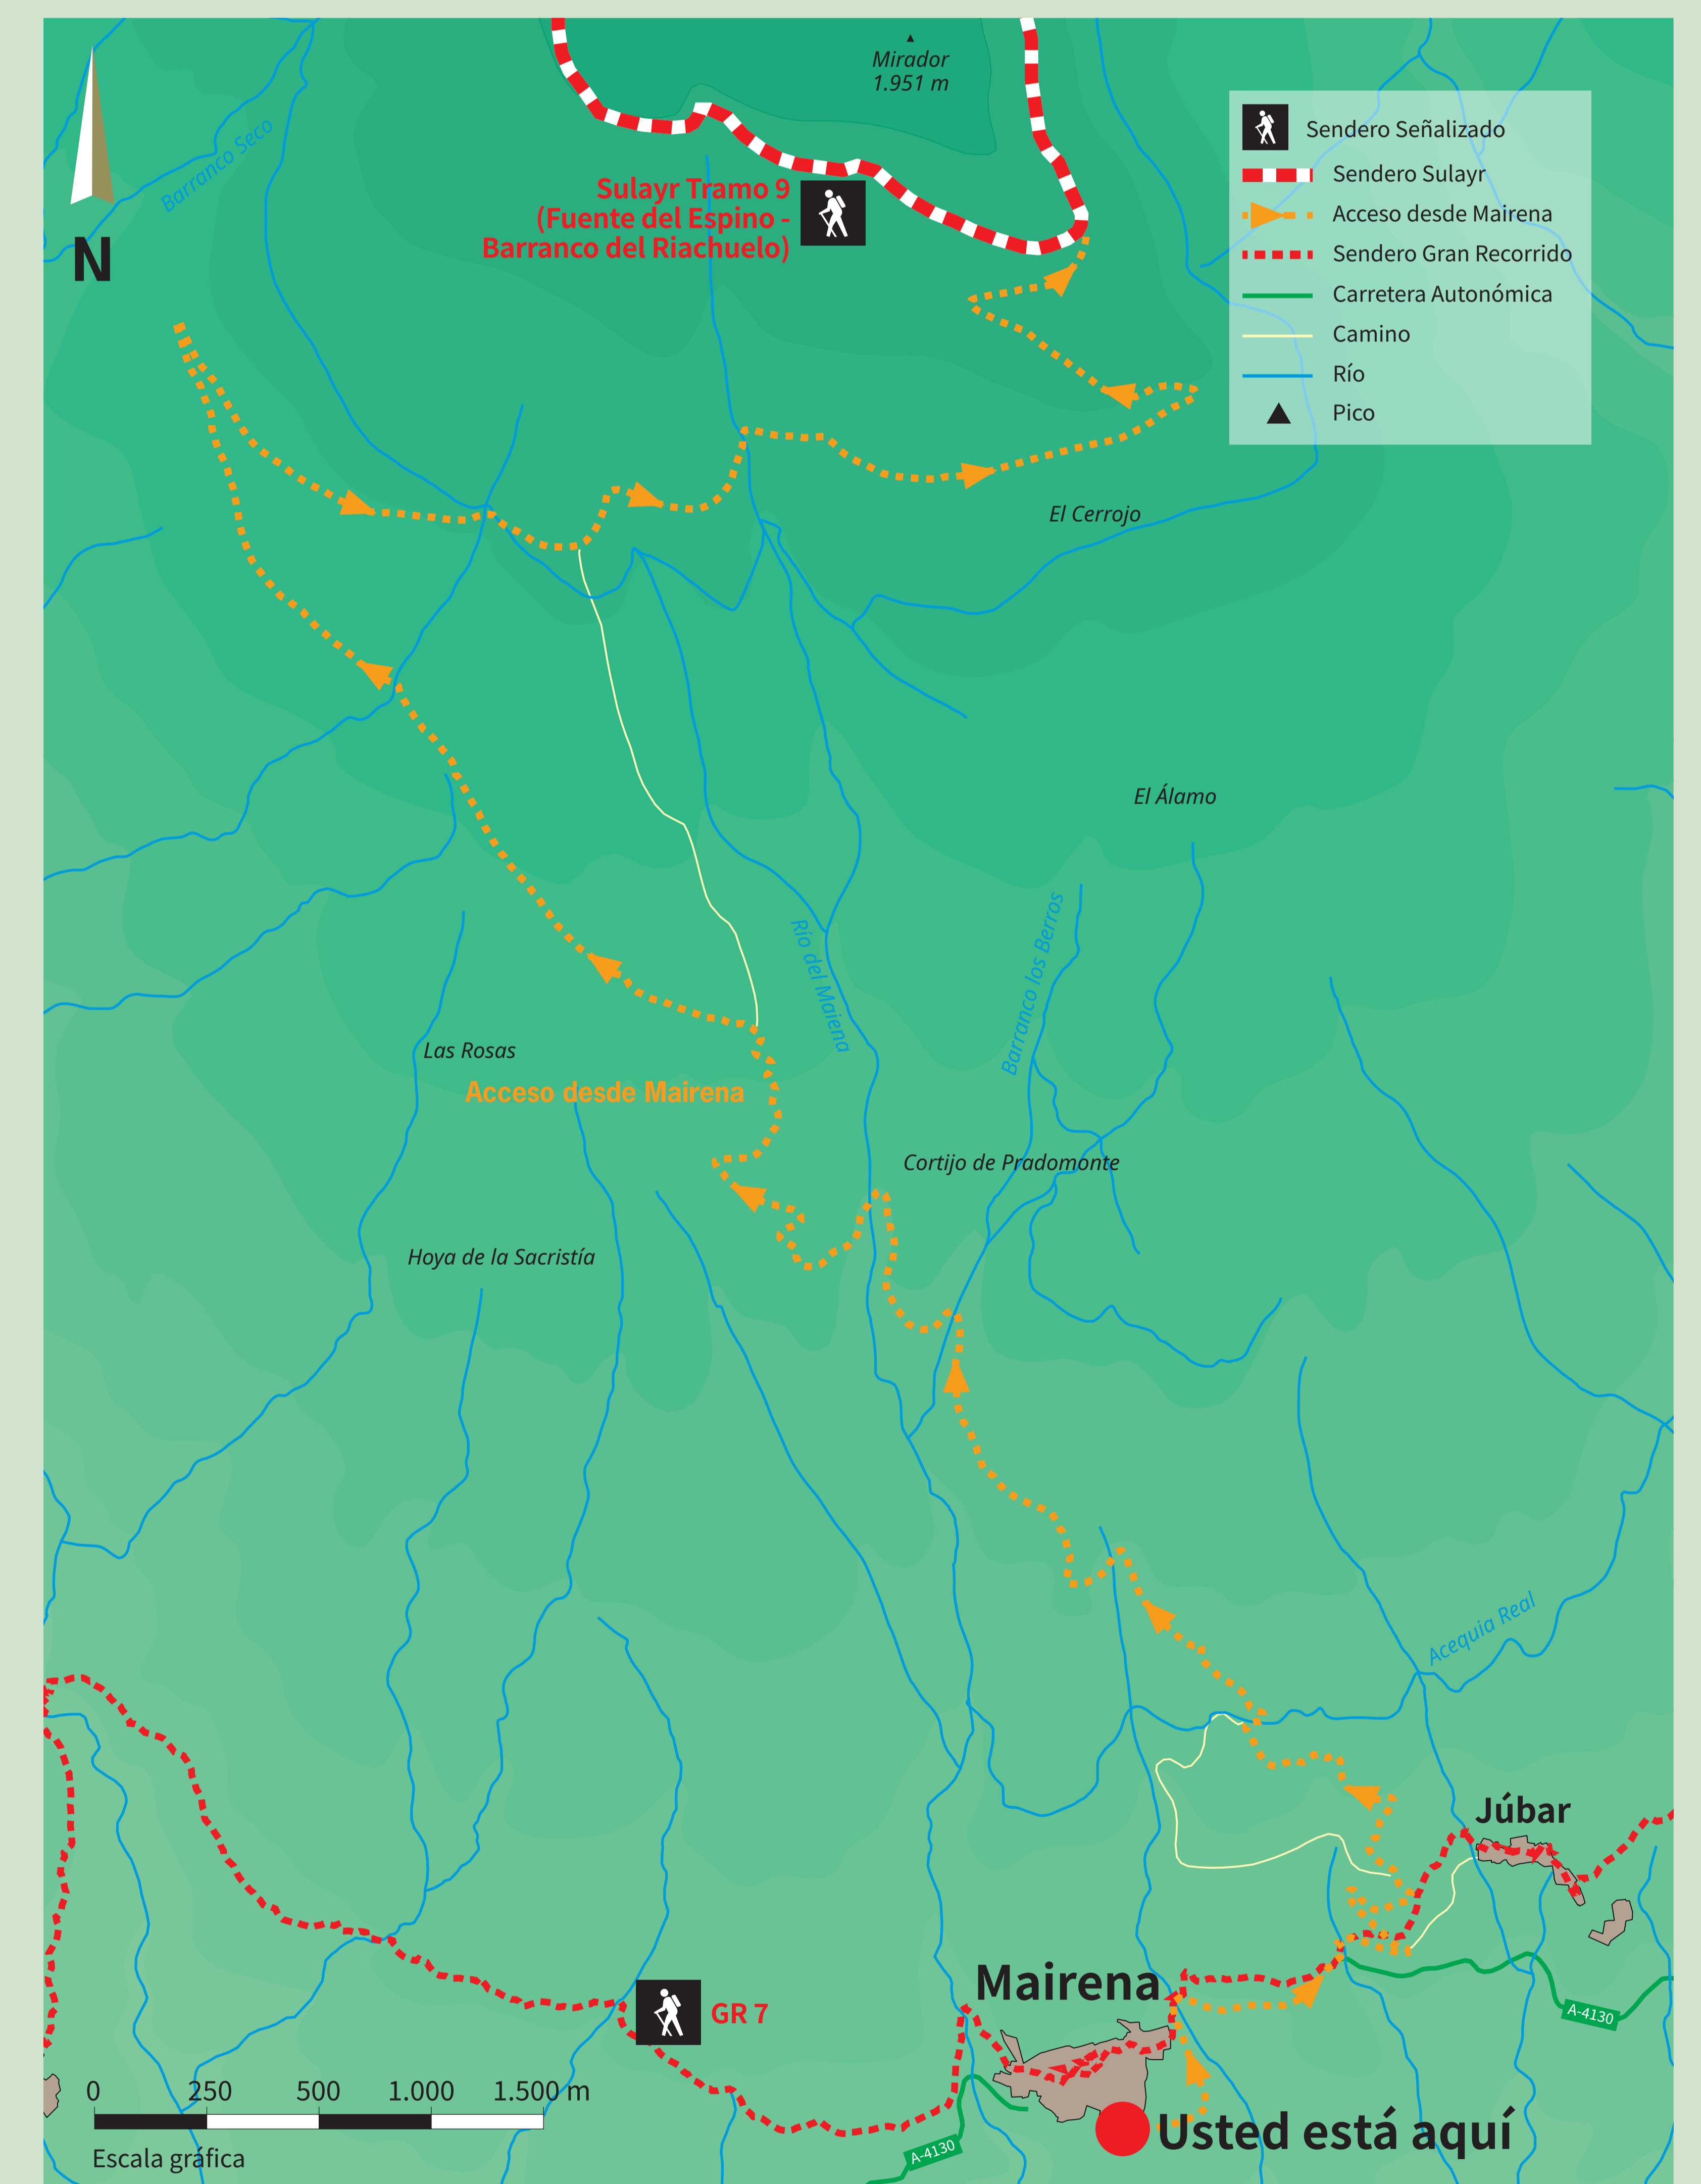 Mirador
1.951 m
Barranco Seco
N
Sulayr Tramo 9
(Fuente del Espino -
Barranco del Riachuelo)
Sendero Señalizado
Sendero Sulayr
Acceso desde Mairena
Sendero Gran Recorrido
Carretera Autonómica
Camino
Río
Pico
El Cerrojo
El Álamo
Río del Maiena
Barranco los Berros
Las Rosas
Acceso desde Mairena
Cortijo de Pradomonte
Hoya de la Sacristía
Acequia Real
Júbar
Mairena
GR 7
A-4130
A-4130
Usted está aquí
0 250 500 1.000 1.500 m
Escala gráfica